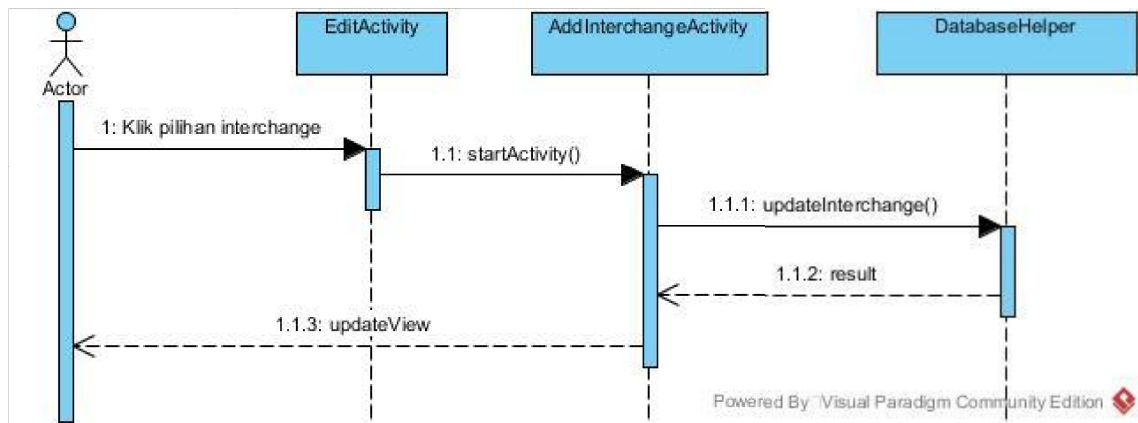 EditActivity
AddInterchangeActivity
DatabaseHelper
Actor
1: Klik pilihan interchange
1.1: startActivity()
1.1.1: updateInterchange()
1.1.2: result
1.1.3: updateView
Powered By Visual Paradigm Community Edition